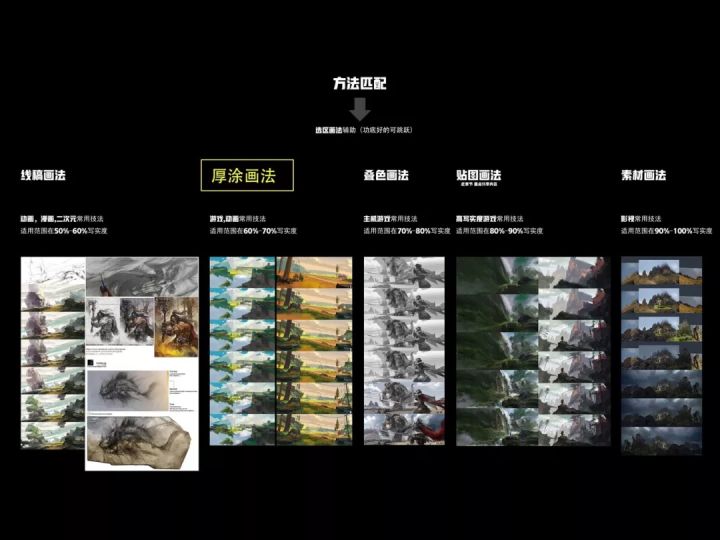 方法匹配
选区画法辅助（功底好的可跳跃）
线稿画法
厚涂画法
叠色画法
贴图画法
素材画法
动画，漫画,二次元常用技法
适用范围在50%-60%写实度
游戏,动画常用技法
适用范围在60%-70%写实度
主机游戏常用技法
适用范围在70%-80%写实度
高写实度游戏常用技法
适用范围在80%-90%写实度
影视常用技法
适用范围在90%-100%写实度